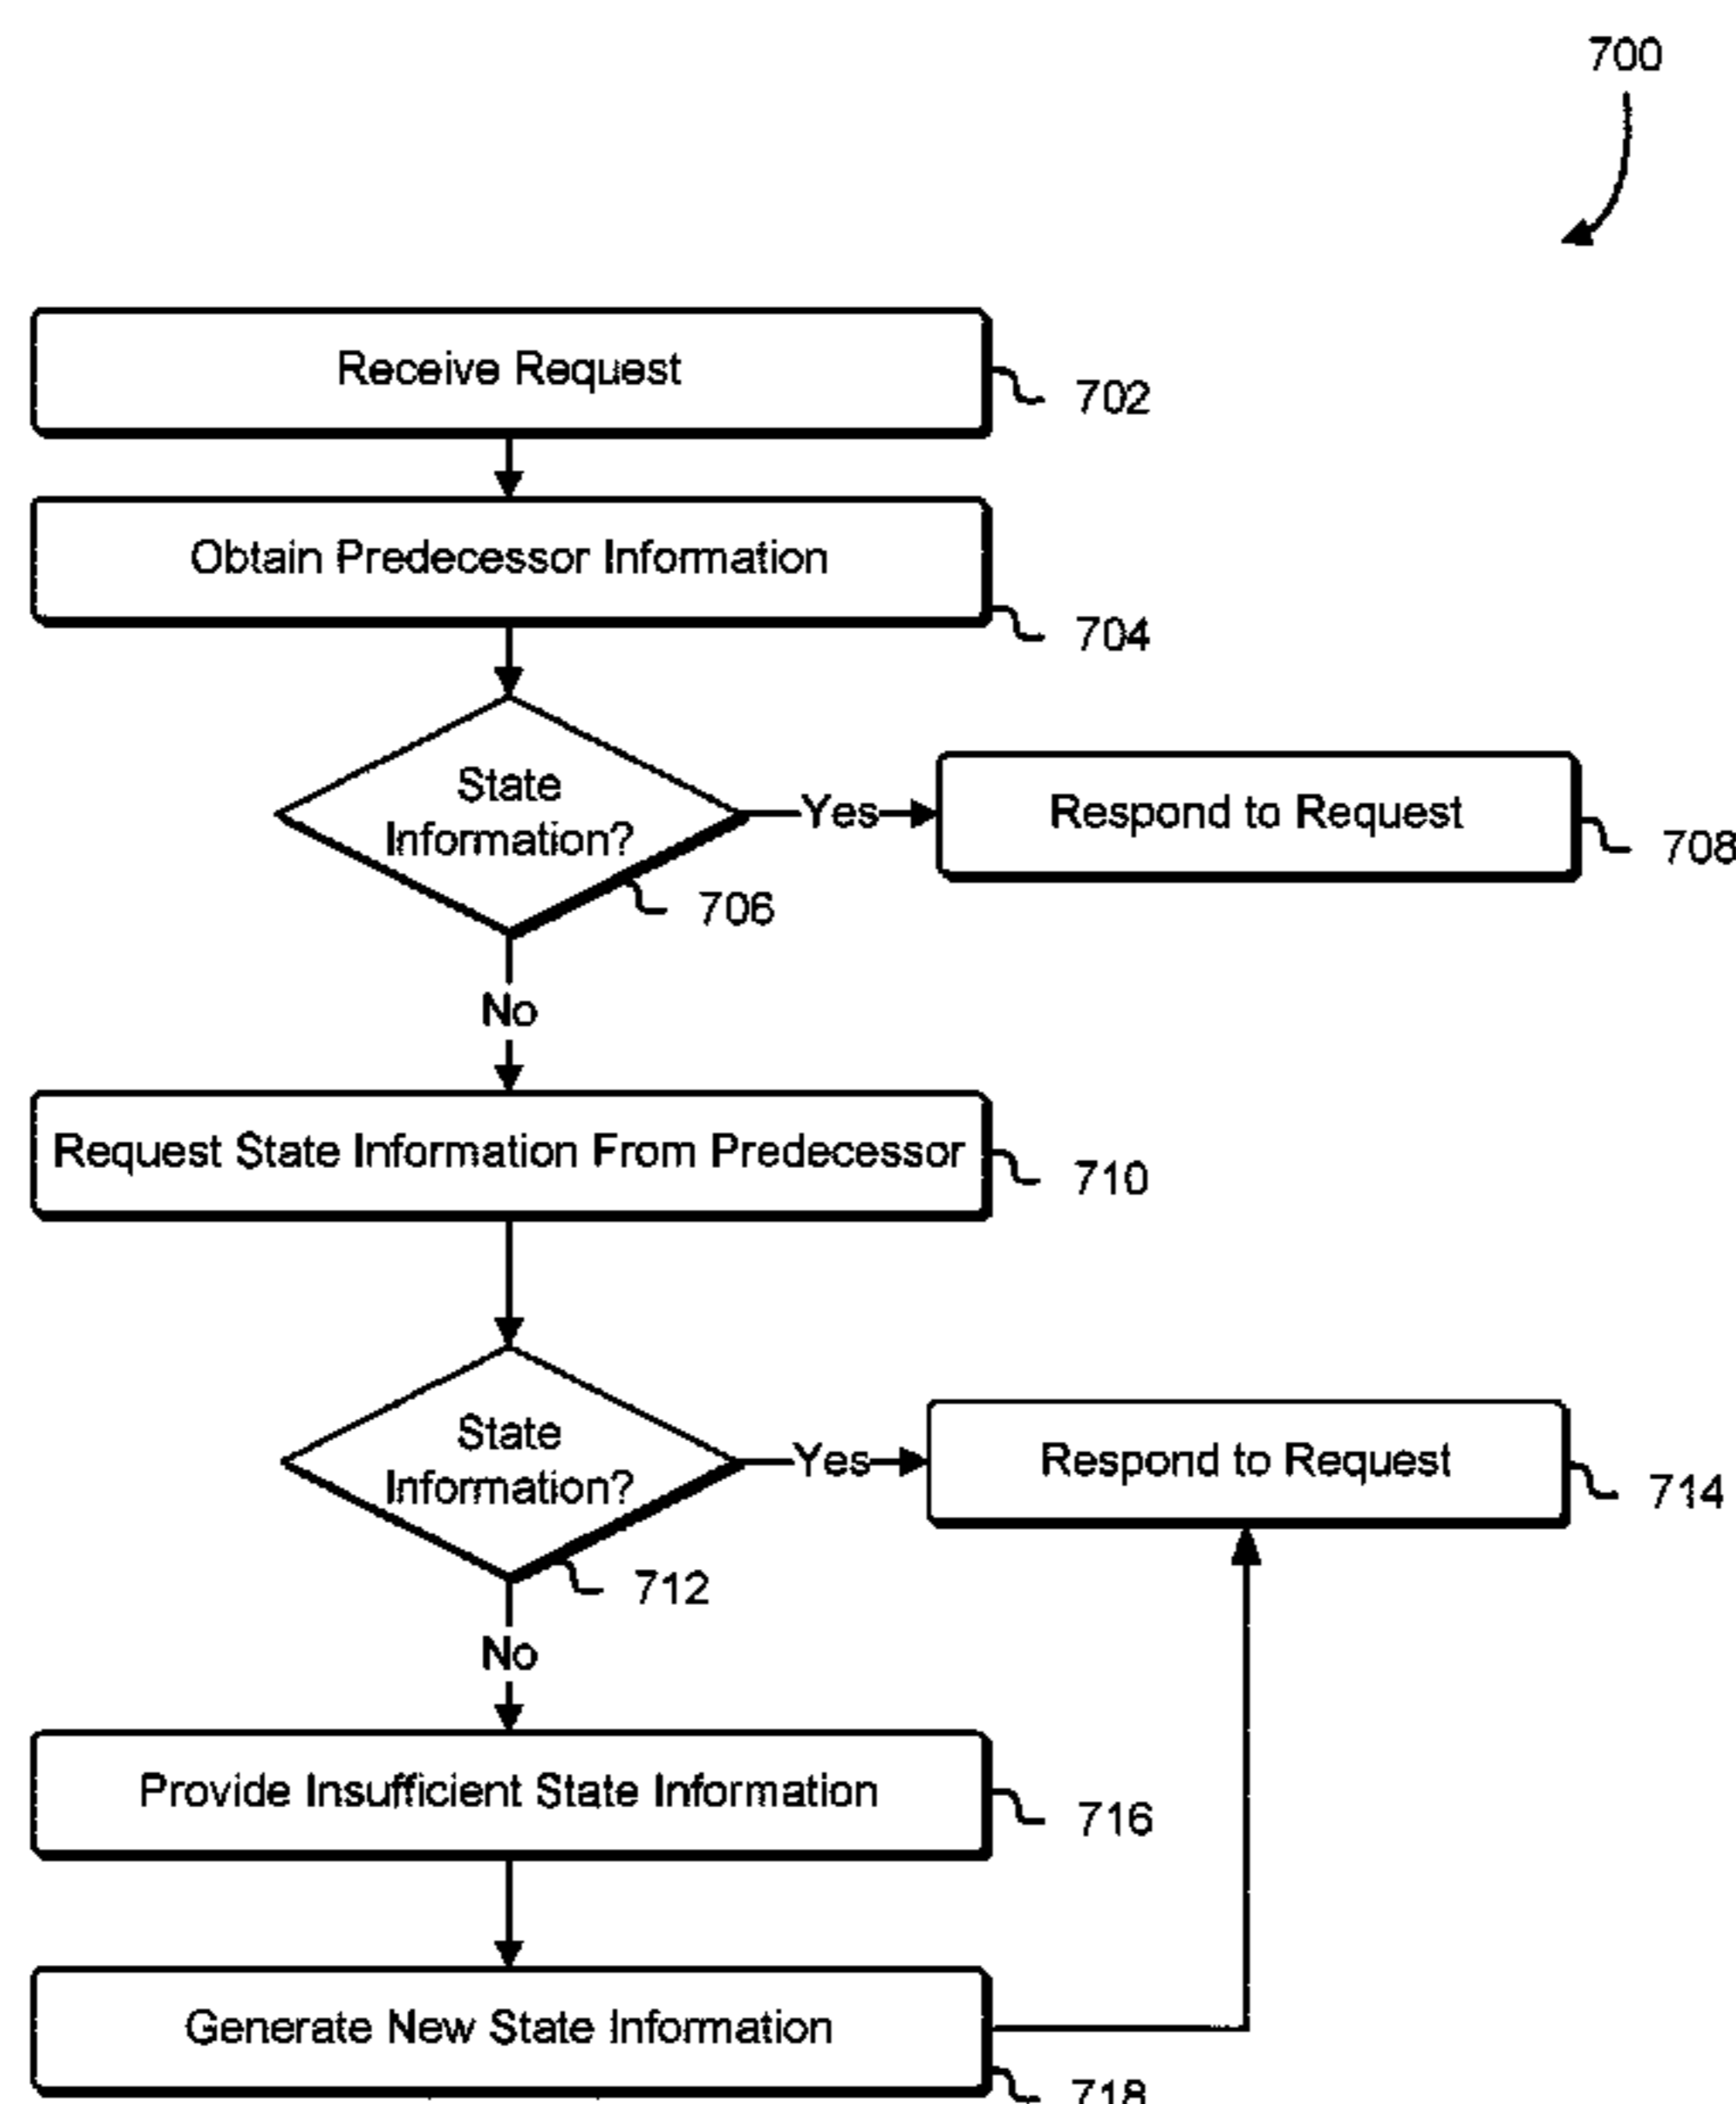 700
Receive Request
702
Obtain Predecessor Information
704
State
Information?
Yes
Respond to Request
708
706
No
Request State Information From Predecessor
710
State
Information?
Yes
Respond to Request
714
712
No
Provide Insufficient State Information
716
Generate New State Information
718